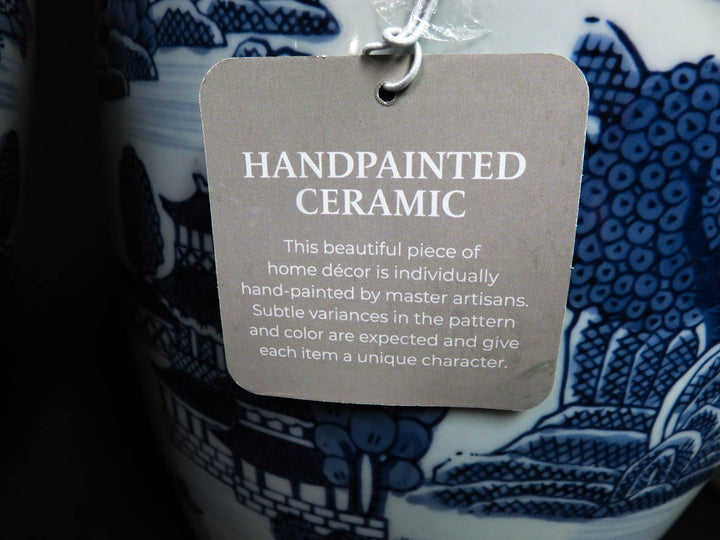 HANDPAINTED
CERAMIC
This beautiful piece of
home décor is individually
hand-painted by master artisans.
Subtle variances in the pattern
and color are expected and give
each item a unique character.